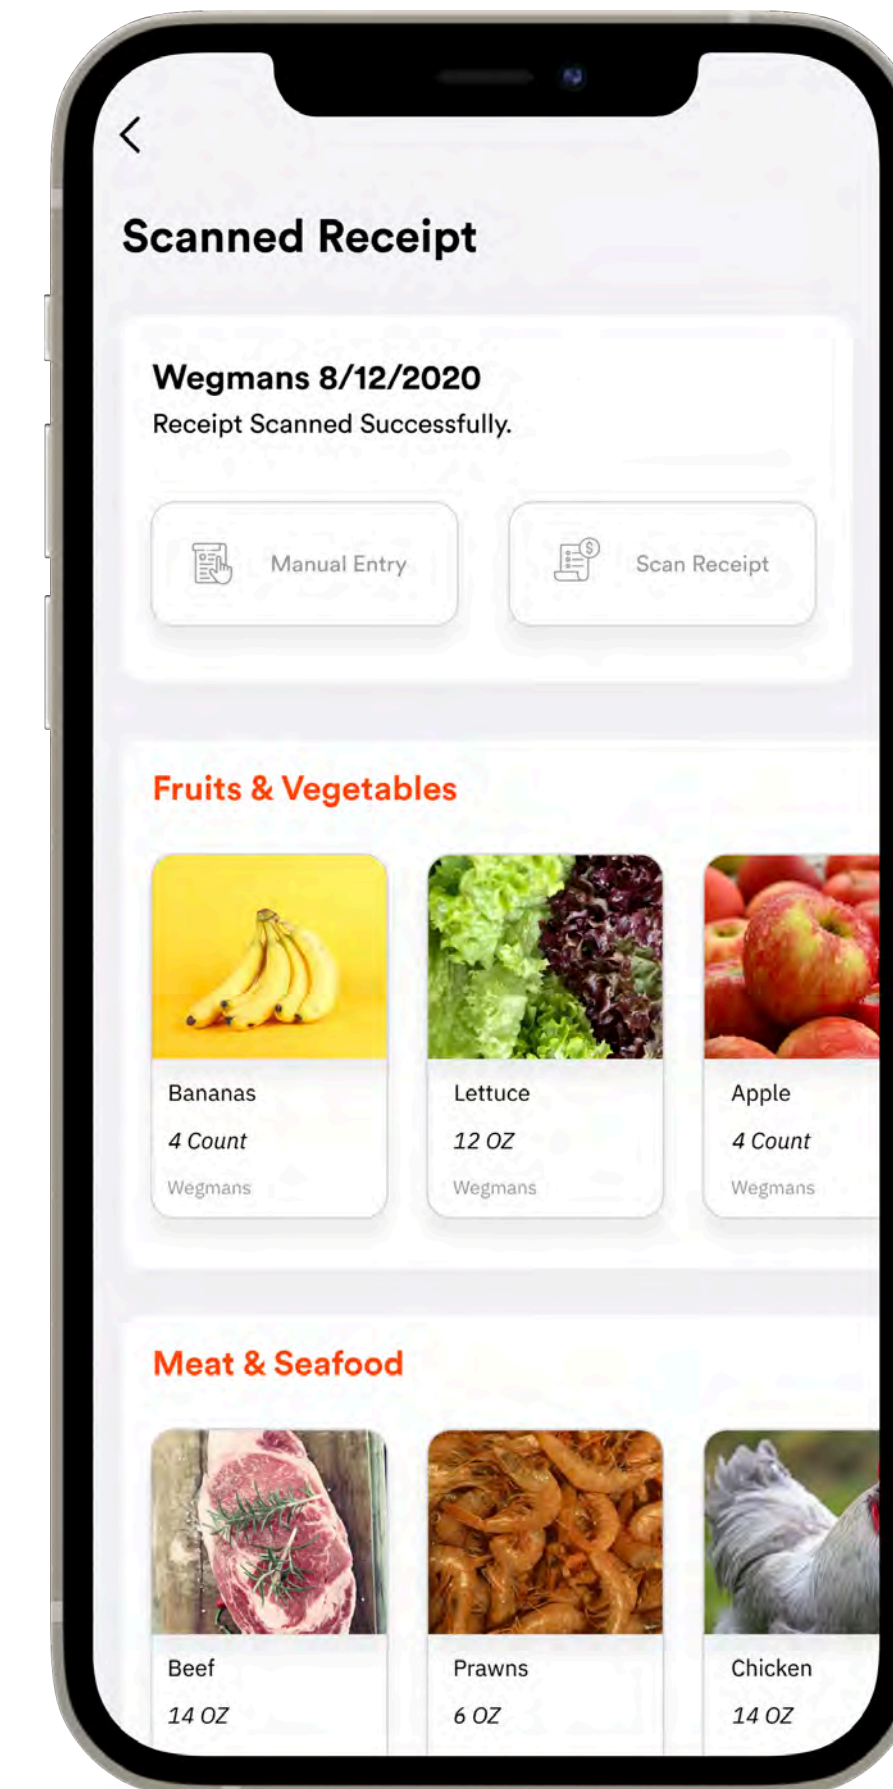 Scanned Receipt
Wegmans 8/12/2020
Receipt Scanned Successfully.
Manual Entry
Scan Receipt
Fruits & Vegetables
Bananas
Lettuce
Apple
4 Count
12 OZ
4 Count
Wegmans
Wegmans
Wegmans
Meat & Seafood
Beef
Prawns
Chicken
14 OZ
6 OZ
14 OZ